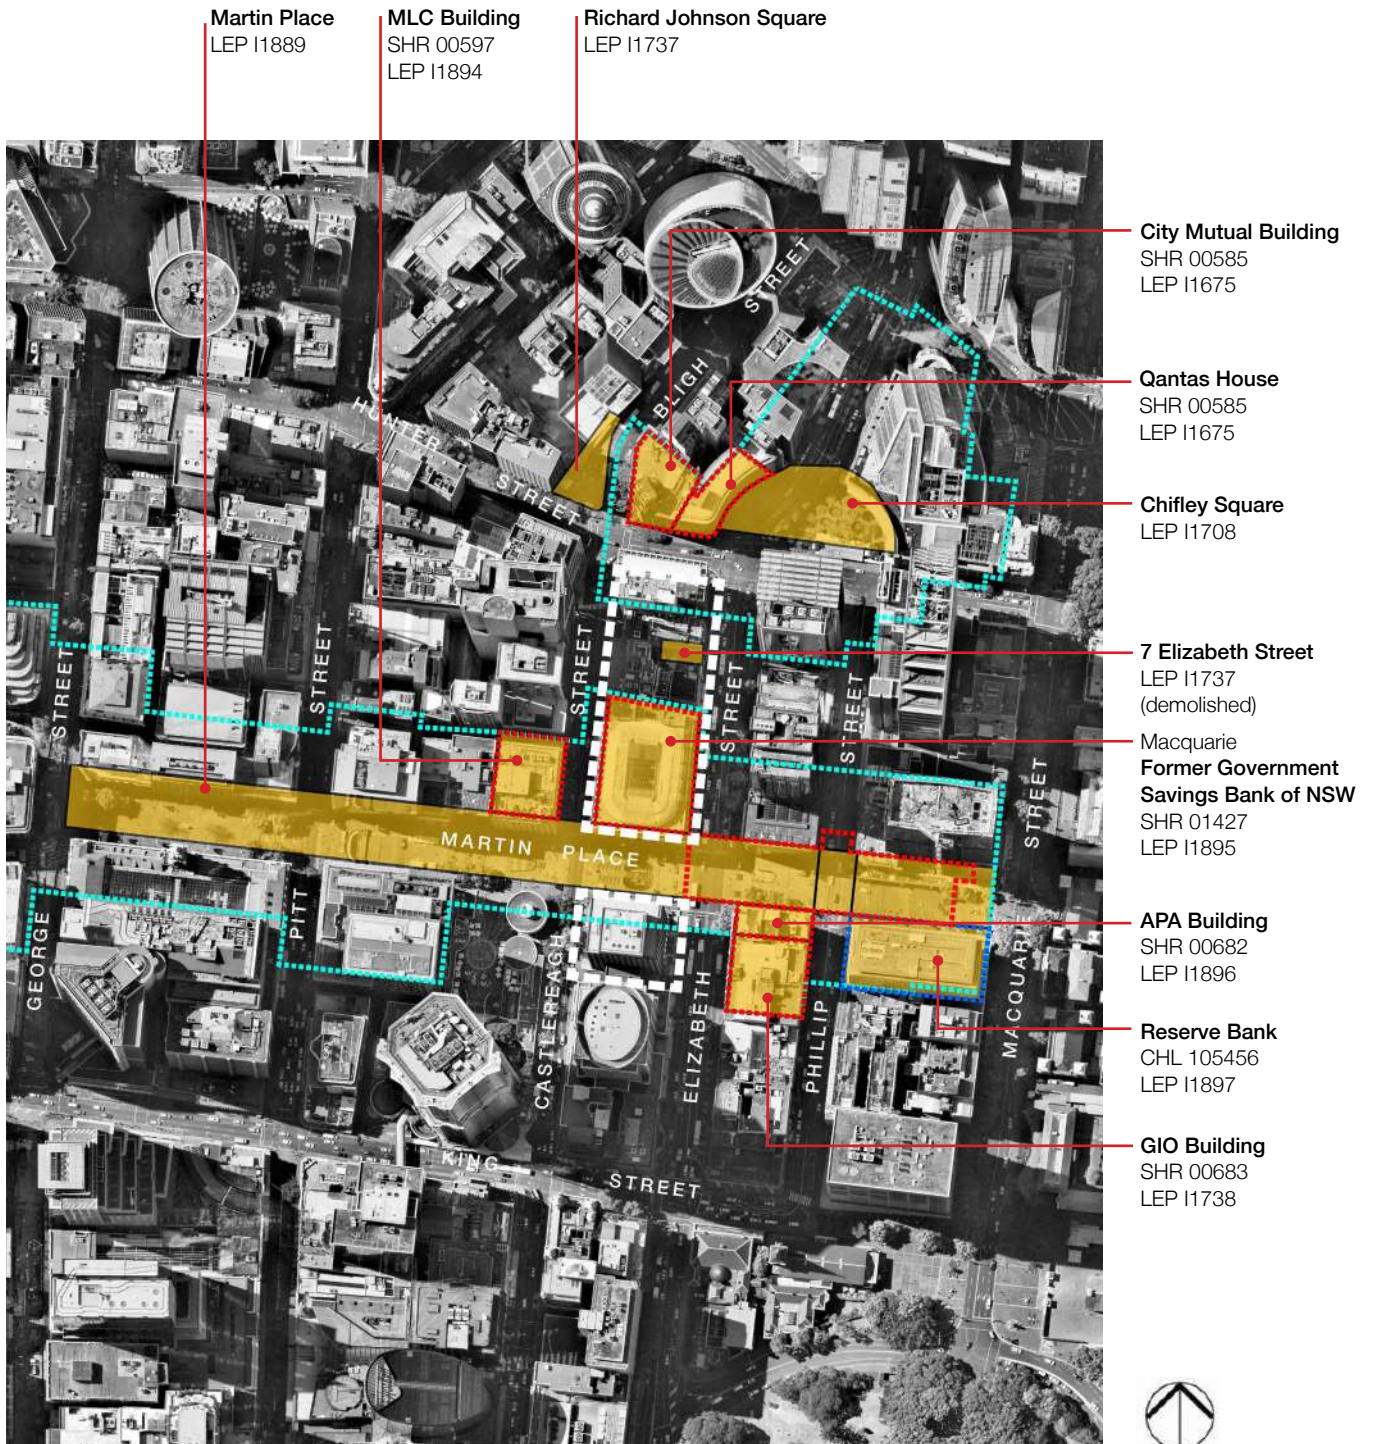 Martin Place
LEP I1889
MLC Building
SHR 00597
LEP I1894
Richard Johnson Square
LEP I1737
City Mutual Building
SHR 00585
LEP I1675
Qantas House
SHR 00585
LEP I1675
Chifley Square
LEP I1708
7 Elizabeth Street
LEP I1737
(demolished)
Macquarie
Former Government
Savings Bank of NSW
SHR 01427
LEP I1895
APA Building
SHR 00682
LEP I1896
Reserve Bank
CHL 105456
LEP I1897
GIO Building
SHR 00683
LEP I1738
HUNTER
STREET
BLIGH
STREET
STREET
STREET
STREET
STREET
STREET
STREET
MARTIN PLACE
GEORGE
PITT
CASTLEREAGH
ELIZABETH
PHILLIP
MACQUARIE
KING
STREET